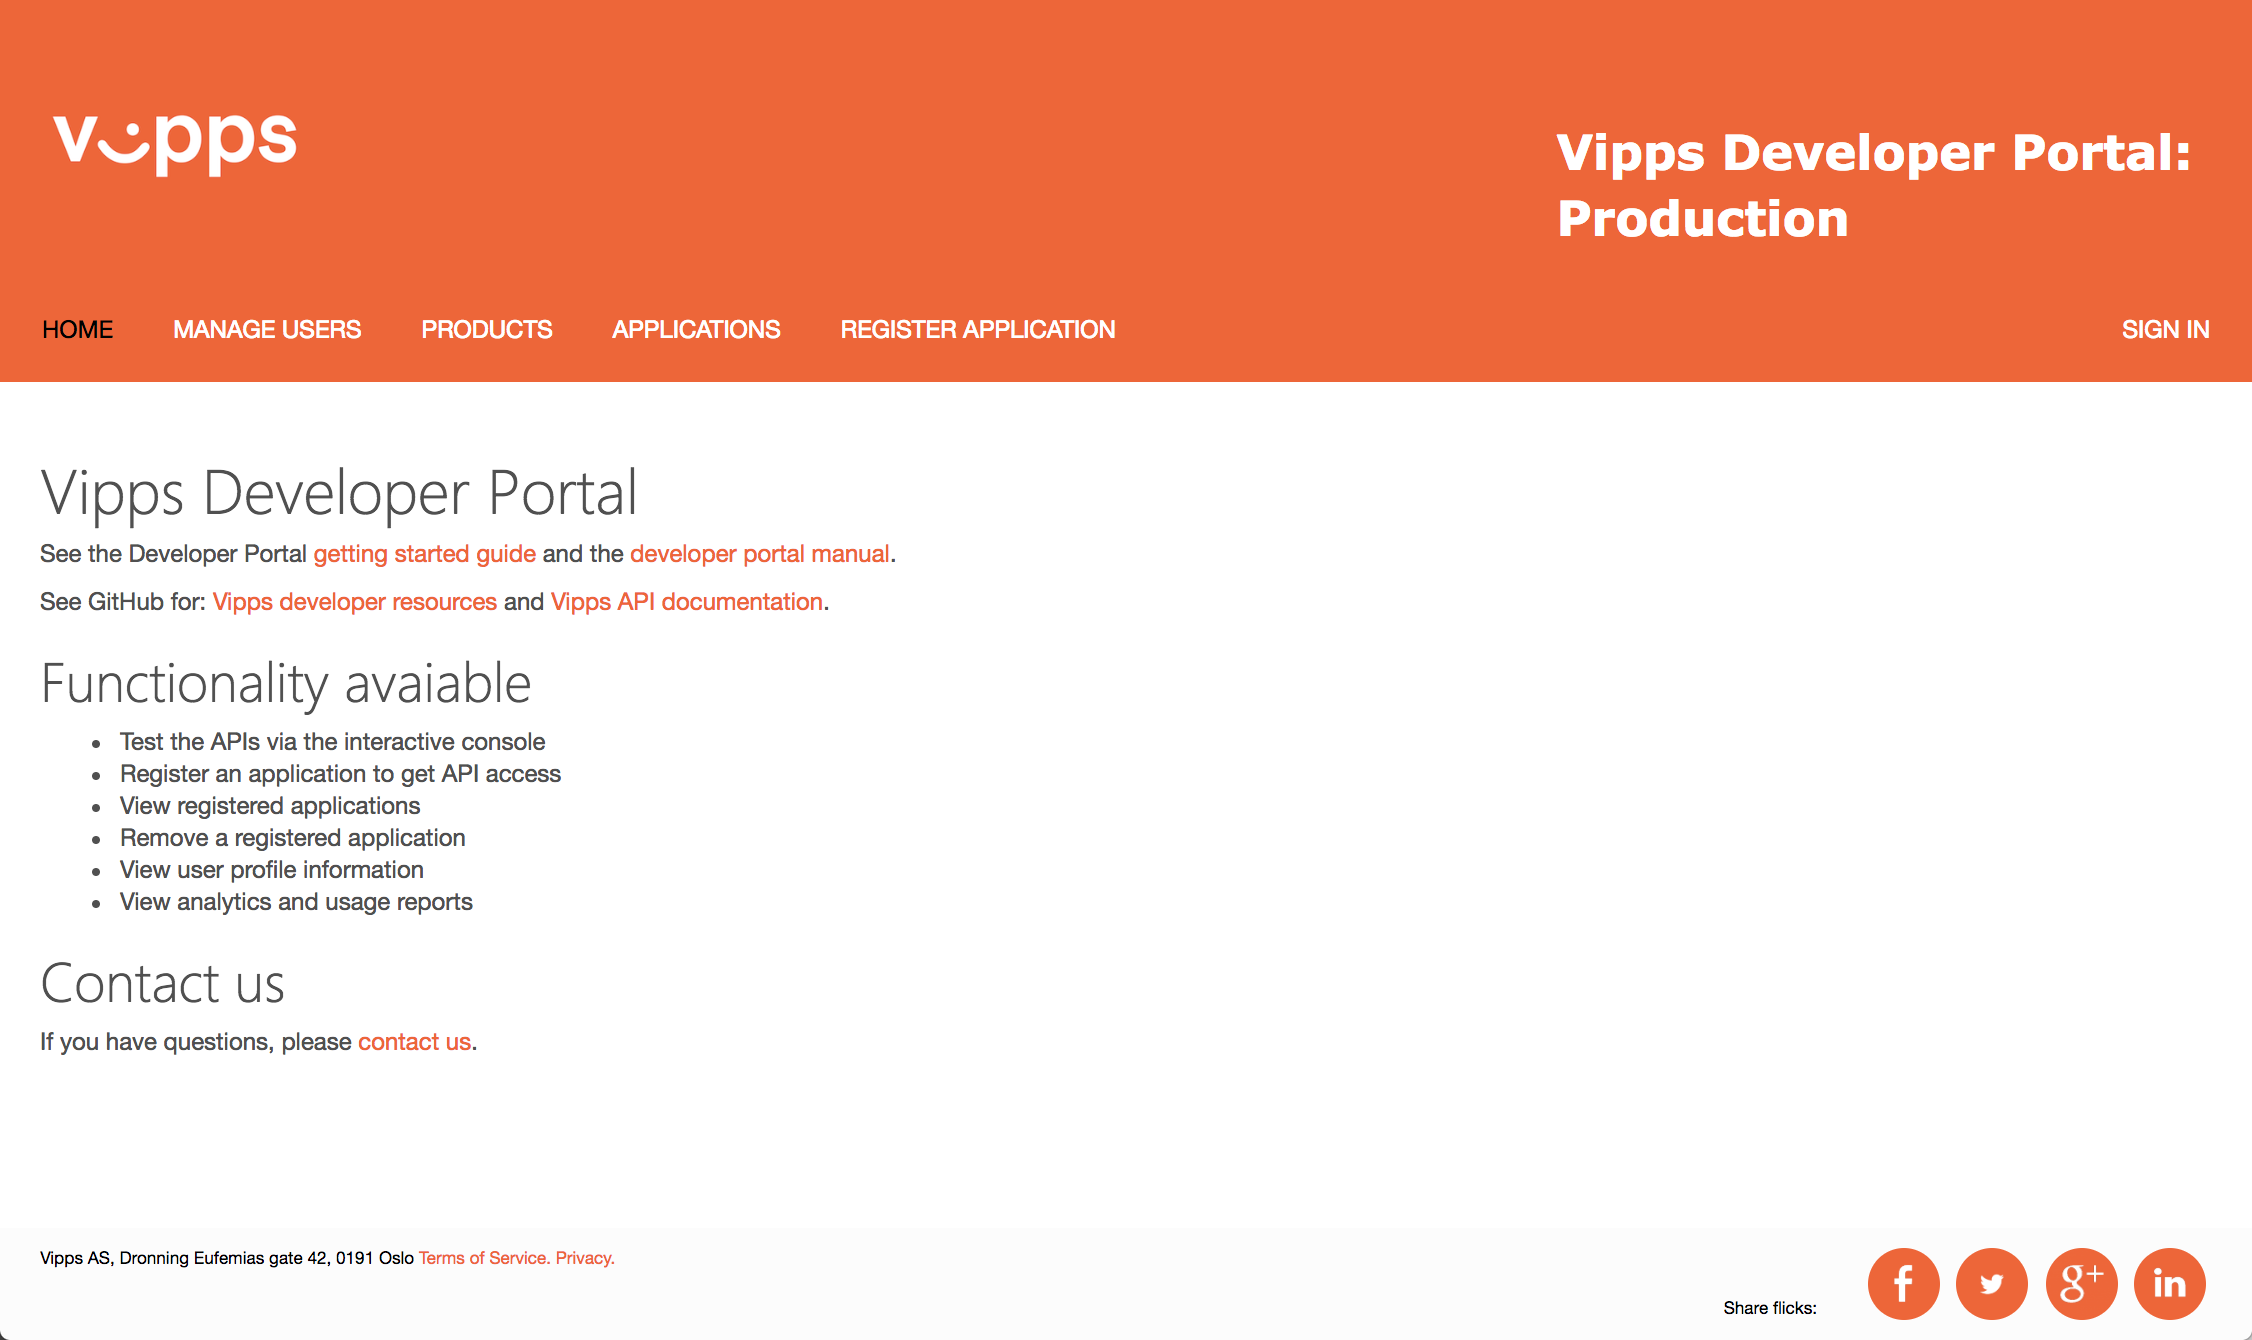 vipps
Vipps Developer Portal:
Production
HOME MANAGE USERS PRODUCTS APPLICATIONS REGISTER APPLICATION SIGN IN
Vipps Developer Portal
See the Developer Portal getting started guide and the developer portal manual.
See GitHub for: Vipps developer resources and Vipps API documentation.
Functionality avaiable
• Test the APIs via the interactive console
• Register an application to get API access
• View registered applications
• Remove a registered application
• View user profile information
• View analytics and usage reports
Contact us
If you have questions, please contact us.
Vipps AS, Dronning Eufemias gate 42, 0191 Oslo Terms of Service. Privacy.
Share flicks: f g+ in